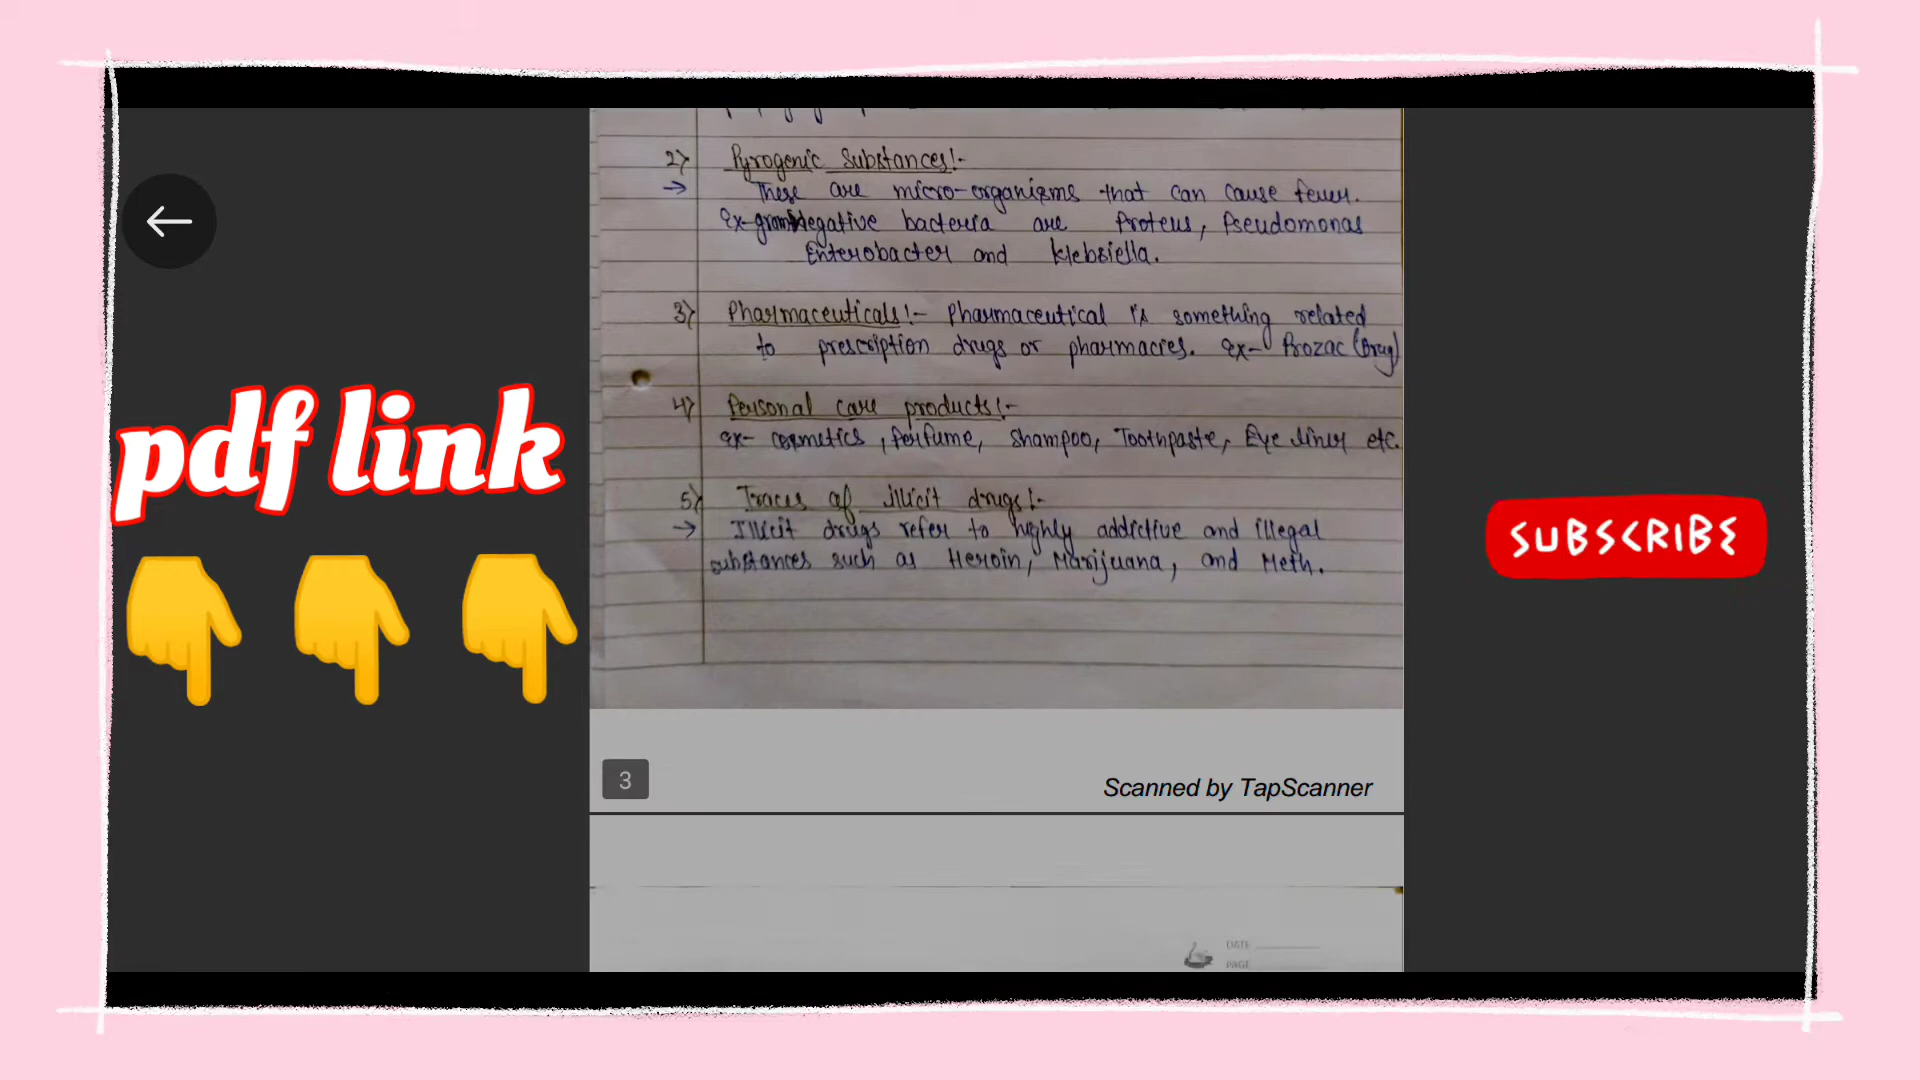 2) Pyrogenic Substances!-
→ These are micro-organisms that can cause fever.
Ex- gram Negative bacteria are Proteus, Pseudomonas
Enterobacter and Klebsiella.
3) Pharmaceuticals!- Pharmaceutical is something related
to prescription drugs or pharmacies. Ex- Prozac (Drug)
4) Personal care products!-
Ex- cosmetics, Perfume, Shampoo, Toothpaste, Eye liner etc.
5) Traces of illicit drugs!-
→ Illicit drugs refer to highly addictive and illegal
substances such as Heroin, Marijuana, and Meth.
pdf link
SUBSCRIBE
3
Scanned by TapScanner
DATE
PAGE